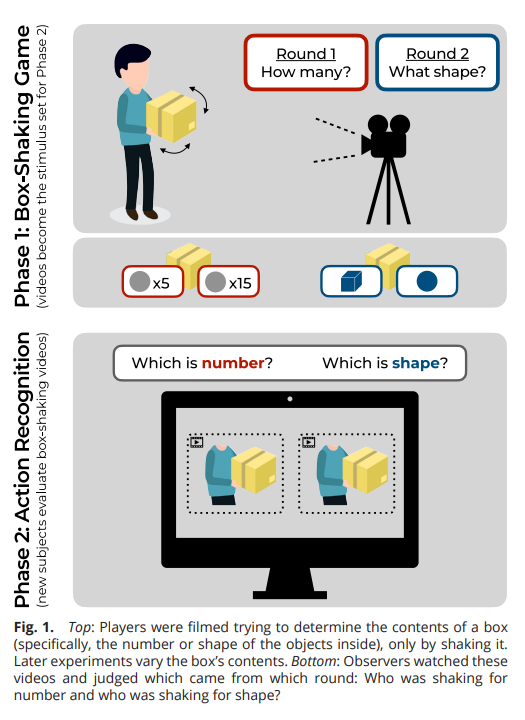 Phase 1: Box-Shaking Game
(videos become the stimulus set for Phase 2)
Round 1
How many?
Round 2
What shape?
x5
x15
Phase 2: Action Recognition
(new subjects evaluate box-shaking videos)
Which is number?
Which is shape?
Fig. 1. Top: Players were filmed trying to determine the contents of a box
(specifically, the number or shape of the objects inside), only by shaking it.
Later experiments vary the box’s contents. Bottom: Observers watched these
videos and judged which came from which round: Who was shaking for
number and who was shaking for shape?